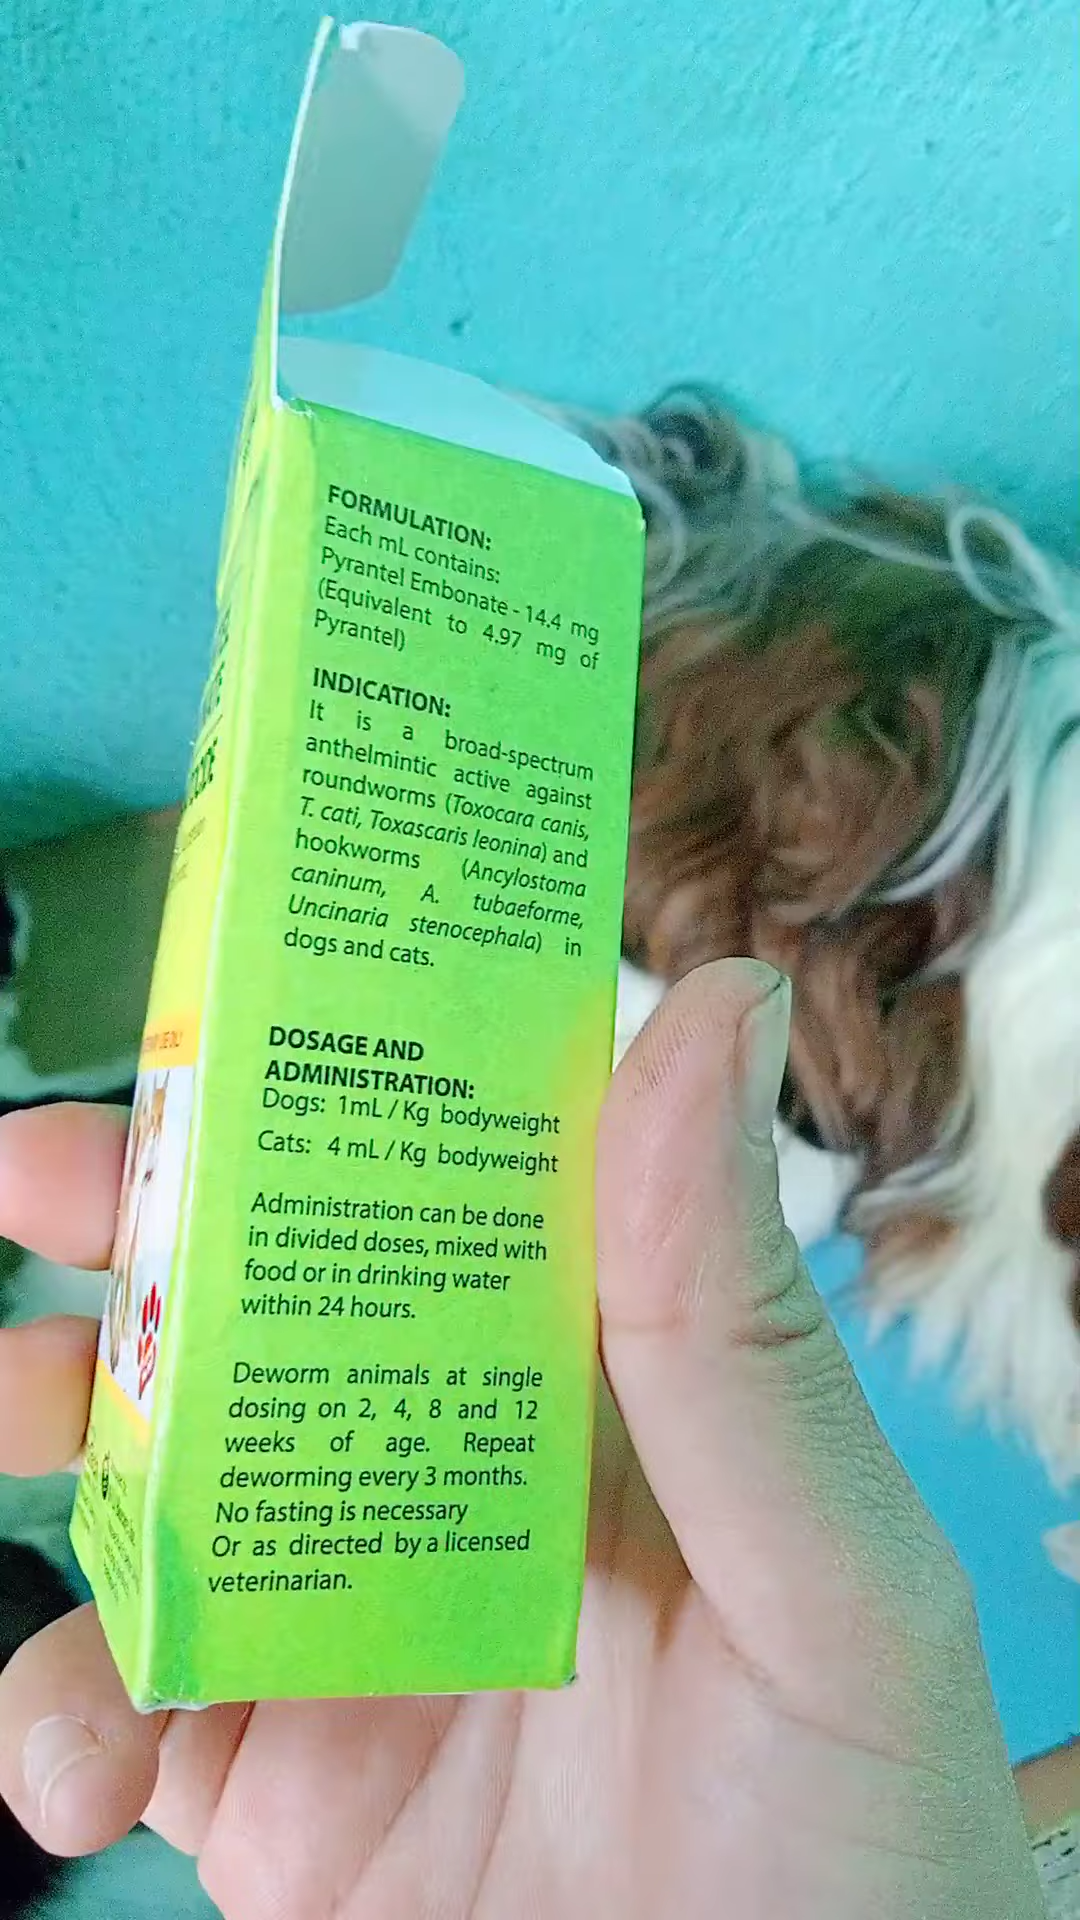 FORMULATION:
Each mL contains:
Pyrantel Embonate - 14.4 mg
(Equivalent to 4.97 mg of
Pyrantel)
INDICATION:
It is a broad-spectrum
anthelmintic active against
roundworms (Toxocara canis,
T. cati, Toxascaris leonina) and
hookworms (Ancylostoma
caninum, A. tubaeforme,
Uncinaria stenocephala) in
dogs and cats.
DOSAGE AND
ADMINISTRATION:
Dogs: 1mL / Kg bodyweight
Cats: 4 mL / Kg bodyweight
Administration can be done
in divided doses, mixed with
food or in drinking water
within 24 hours.
Deworm animals at single
dosing on 2, 4, 8 and 12
weeks of age. Repeat
deworming every 3 months.
No fasting is necessary
Or as directed by a licensed
veterinarian.